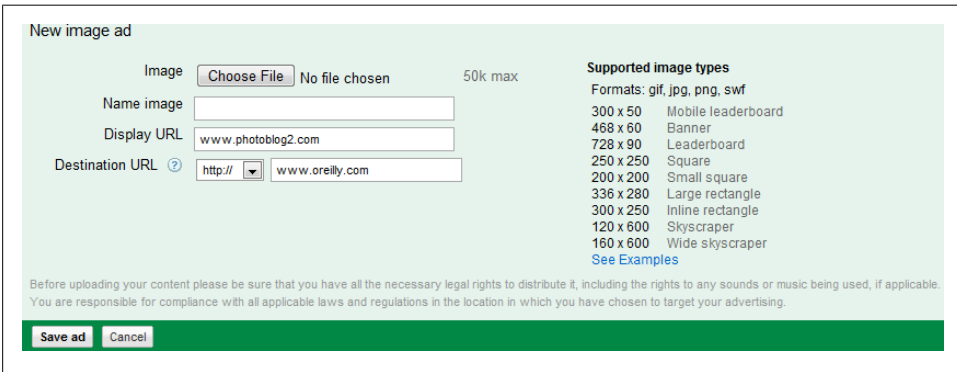 New image ad
Image Choose File No file chosen 50k max
Name image
Display URL www.photoblog2.com
Destination URL ? http:// www.oreilly.com
Supported image types
Formats: gif, jpg, png, swf
300 x 50 Mobile leaderboard
468 x 60 Banner
728 x 90 Leaderboard
250 x 250 Square
200 x 200 Small square
336 x 280 Large rectangle
300 x 250 Inline rectangle
120 x 600 Skyscraper
160 x 600 Wide skyscraper
See Examples
Before uploading your content please be sure that you have all the necessary legal rights to distribute it, including the rights to any sounds or music being used, if applicable.
You are responsible for compliance with all applicable laws and regulations in the location in which you have chosen to target your advertising.
Save ad Cancel